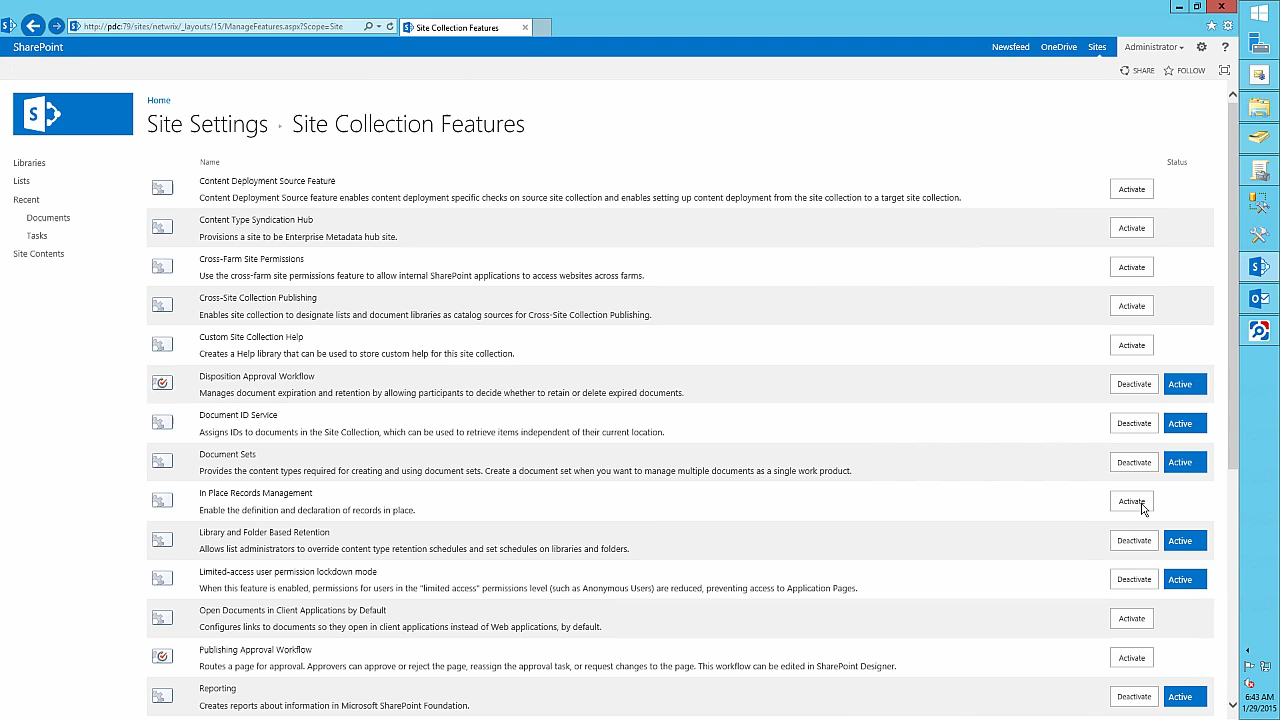 http://pdc:79/sites/netwrix/_layouts/15/ManageFeatures.aspx?Scope=Site
Site Collection Features
SharePoint
Newsfeed OneDrive Sites Administrator ?
SHARE FOLLOW
S
Home
Site Settings › Site Collection Features
Libraries
Lists
Recent
Documents
Tasks
Site Contents
Name Status
Content Deployment Source Feature
Content Deployment Source feature enables content deployment specific checks on source site collection and enables setting up content deployment from the site collection to a target site collection.
Activate
Content Type Syndication Hub
Provisions a site to be Enterprise Metadata hub site.
Activate
Cross-Farm Site Permissions
Use the cross-farm site permissions feature to allow internal SharePoint applications to access websites across farms.
Activate
Cross-Site Collection Publishing
Enables site collection to designate lists and document libraries as catalog sources for Cross-Site Collection Publishing.
Activate
Custom Site Collection Help
Creates a Help library that can be used to store custom help for this site collection.
Activate
Disposition Approval Workflow
Manages document expiration and retention by allowing participants to decide whether to retain or delete expired documents.
Deactivate Active
Document ID Service
Assigns IDs to documents in the Site Collection, which can be used to retrieve items independent of their current location.
Deactivate Active
Document Sets
Provides the content types required for creating and using document sets. Create a document set when you want to manage multiple documents as a single work product.
Deactivate Active
In Place Records Management
Enable the definition and declaration of records in place.
Activate
Library and Folder Based Retention
Allows list administrators to override content type retention schedules and set schedules on libraries and folders.
Deactivate Active
Limited-access user permission lockdown mode
When this feature is enabled, permissions for users in the "limited access" permissions level (such as Anonymous Users) are reduced, preventing access to Application Pages.
Deactivate Active
Open Documents in Client Applications by Default
Configures links to documents so they open in client applications instead of Web applications, by default.
Activate
Publishing Approval Workflow
Routes a page for approval. Approvers can approve or reject the page, reassign the approval task, or request changes to the page. This workflow can be edited in SharePoint Designer.
Activate
Reporting
Creates reports about information in Microsoft SharePoint Foundation.
Deactivate Active
6:43 AM
1/29/2015